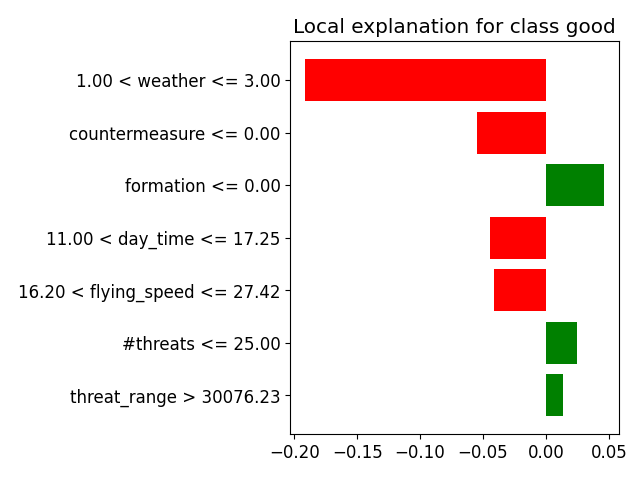 Local explanation for class good
1.00 < weather <= 3.00
countermeasure <= 0.00
formation <= 0.00
11.00 < day_time <= 17.25
16.20 < flying_speed <= 27.42
#threats <= 25.00
threat_range > 30076.23
−0.20 −0.15 −0.10 −0.05 0.00 0.05